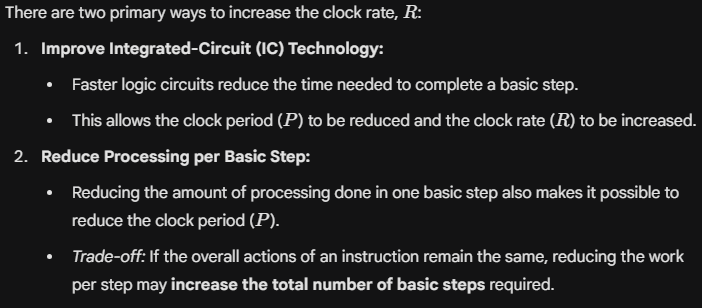 There are two primary ways to increase the clock rate, R:
1. Improve Integrated-Circuit (IC) Technology:
• Faster logic circuits reduce the time needed to complete a basic step.
• This allows the clock period (P) to be reduced and the clock rate (R) to be increased.
2. Reduce Processing per Basic Step:
• Reducing the amount of processing done in one basic step also makes it possible to
reduce the clock period (P).
• Trade-off: If the overall actions of an instruction remain the same, reducing the work
per step may increase the total number of basic steps required.